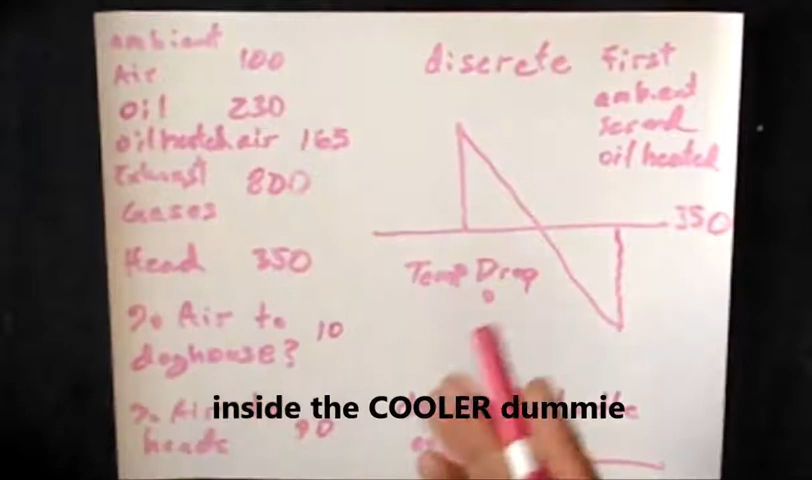 ambient
Air 100
oil 230
oil heated air 165
Exhaust
Gases 800
Head 350
% Air to
doghouse? 10
% Air
heads 90
discrete
First
ambient
second
oil heated
350
Temp Drop
inside the COOLER dummie